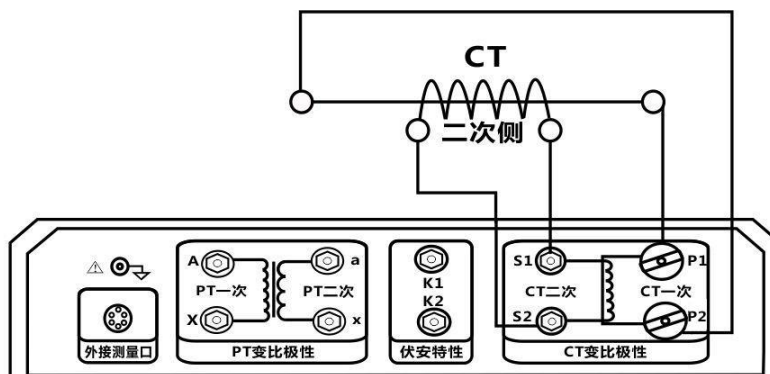 CT
二次侧
A
PT一次
X
a
PT二次
x
K1
K2
S1
CT二次
S2
P1
CT一次
P2
外接测量口
PT变比极性
伏安特性
CT变比极性